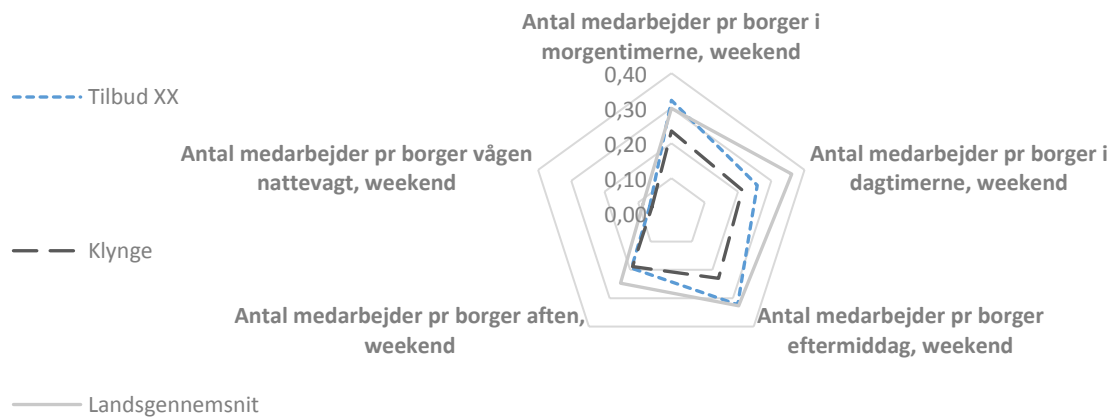 Antal medarbejder pr borger i
morgentimerne, weekend
0,40
0,30
0,20
0,10
0,00
Tilbud XX
Antal medarbejder pr borger vågen
nattevagt, weekend
Antal medarbejder pr borger i
dagtimerne, weekend
Klynge
Antal medarbejder pr borger aften,
weekend
Antal medarbejder pr borger
eftermiddag, weekend
Landsgennemsnit